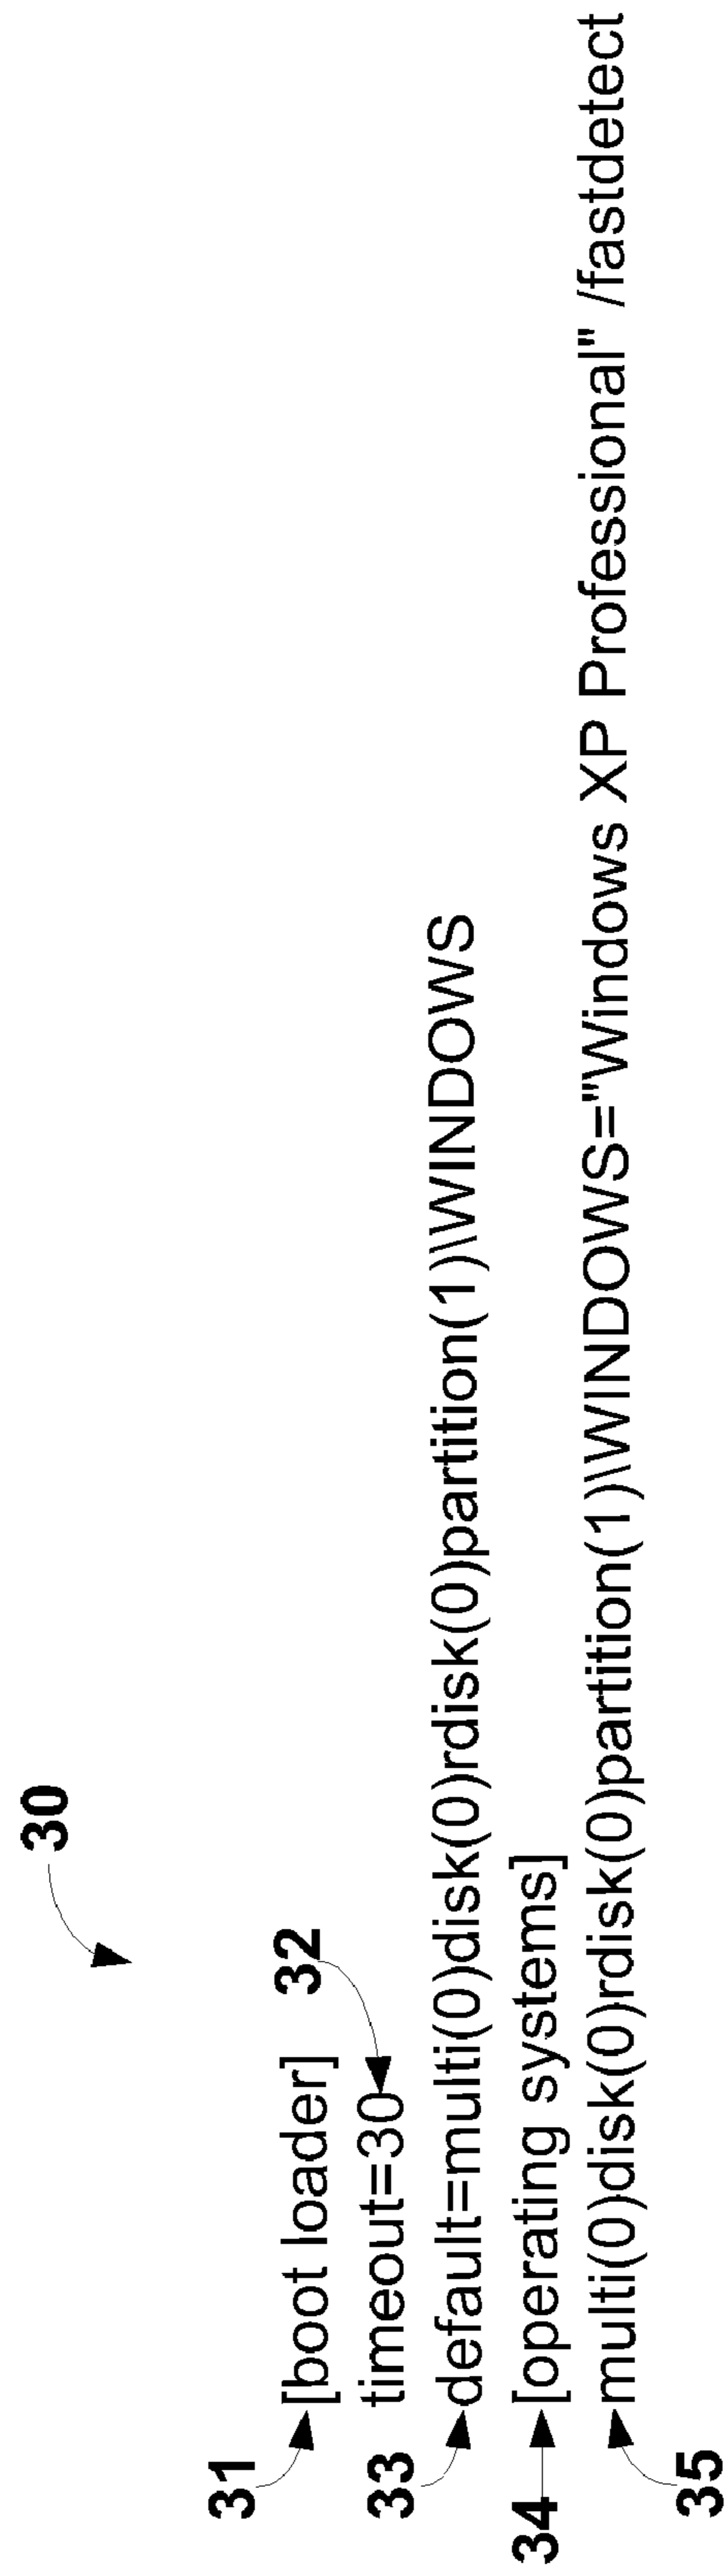 30
31 [boot loader]
timeout=30 32
33 default=multi(0)disk(0)rdisk(0)partition(1)\WINDOWS
34 [operating systems]
35 multi(0)disk(0)rdisk(0)partition(1)\WINDOWS="Windows XP Professional" /fastdetect